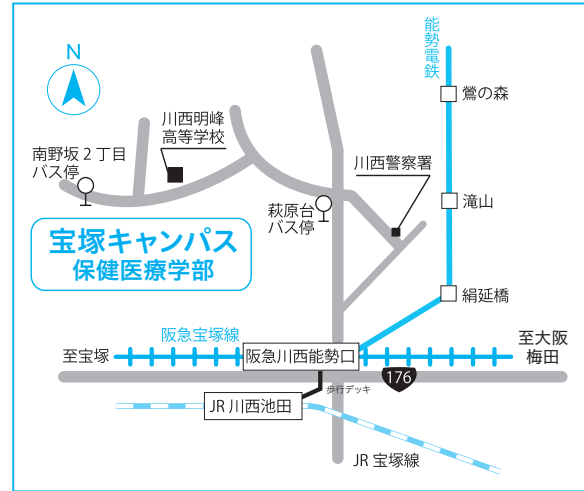 N
能勢電鉄
鶯の森
川西明峰
高等学校
南野坂２丁目
バス停
川西警察署
萩原台
バス停
滝山
宝塚キャンパス
保健医療学部
絹延橋
阪急宝塚線
至宝塚
阪急川西能勢口
至大阪
梅田
176
歩行デッキ
JR川西池田
JR宝塚線